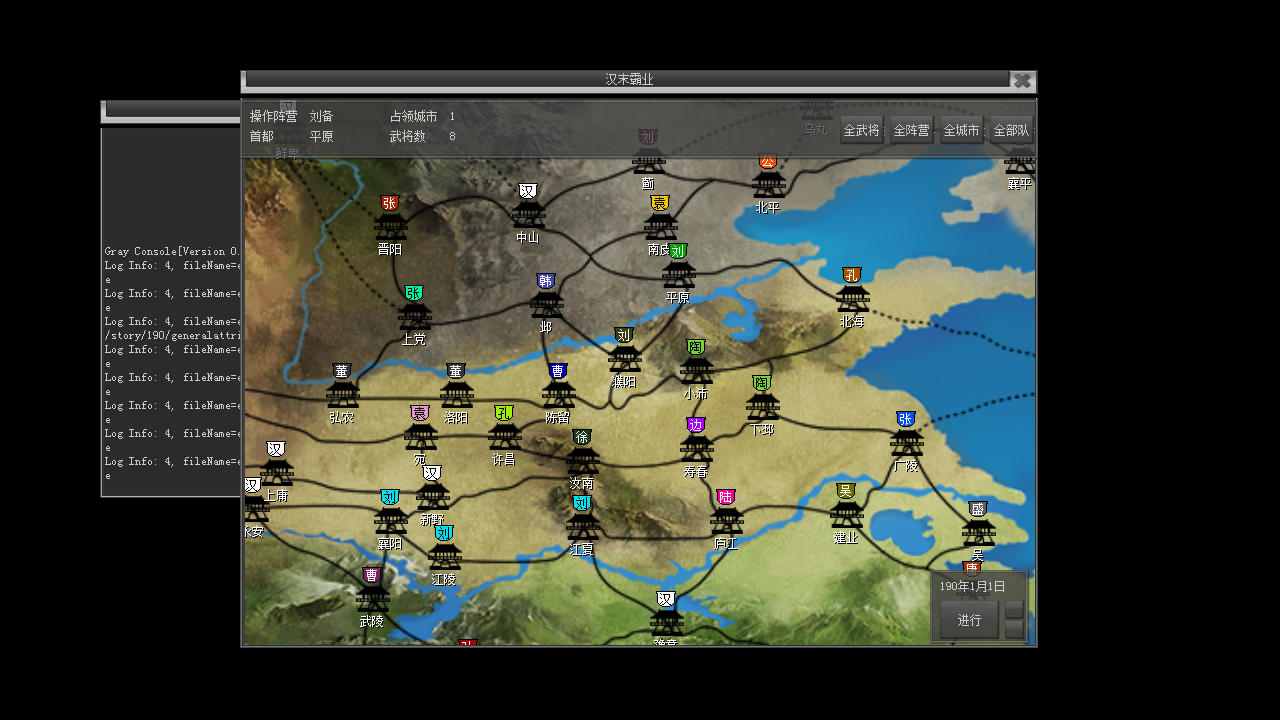 汉末霸业
操作阵营 刘备 占领城市 1
首都 平原 武将数 8
全武将 全阵营 全城市 全部队
乌丸
鲜卑
刘
蓟
公
北平
襄平
张
晋阳
汉
中山
袁
南皮
刘
平原
孔
北海
张
上党
韩
邺
刘
濮阳
陶
小沛
董
弘农
董
洛阳
曹
陈留
陶
下邳
袁
宛
孔
许昌
徐
汝南
边
寿春
张
广陵
汉
上庸
汉
永安
汉
新野
刘
襄阳
刘
江陵
刘
江夏
陆
庐江
吴
建业
盛
吴
唐
曹
武陵
汉
豫章
190年1月1日
进行
Gray Console[Version 0.
Log Info: 4, fileName=e
e
Log Info: 4, fileName=e
e
Log Info: 4, fileName=e
/story/190/generalattri
Log Info: 4, fileName=e
e
Log Info: 4, fileName=e
e
Log Info: 4, fileName=e
e
Log Info: 4, fileName=e
e
Log Info: 4, fileName=e
e